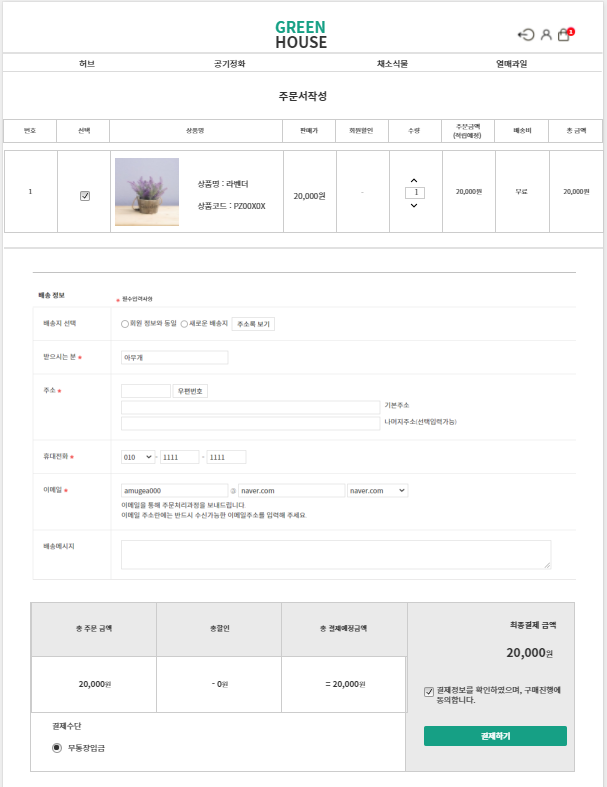 GREEN
HOUSE
1
허브 공기정화 채소식물 열매과일
주문서작성
번호 선택 상품명 판매가 회원할인 수량 주문금액 (적립예정) 배송비 총 금액
1 상품명 : 라벤더 20,000원 - 1 20,000원 무료 20,000원
상품코드 : PZ00X0X
배송 정보 * 필수입력사항
배송지 선택 회원 정보와 동일 새로운 배송지 주소록 보기
받으시는 분 * 아무개
주소 * 우편번호
기본주소
나머지주소(선택입력가능)
휴대전화 * 010 - 1111 - 1111
이메일 * amugea000 @ naver.com naver.com
이메일을 통해 주문처리과정을 보내드립니다.
이메일 주소란에는 반드시 수신가능한 이메일주소를 입력해 주세요.
배송메시지
총 주문 금액 총할인 총 결제예정금액
20,000원 - 0원 = 20,000원
결제수단
무통장입금
최종결제 금액
20,000원
결제정보를 확인하였으며, 구매진행에
동의합니다.
결제하기